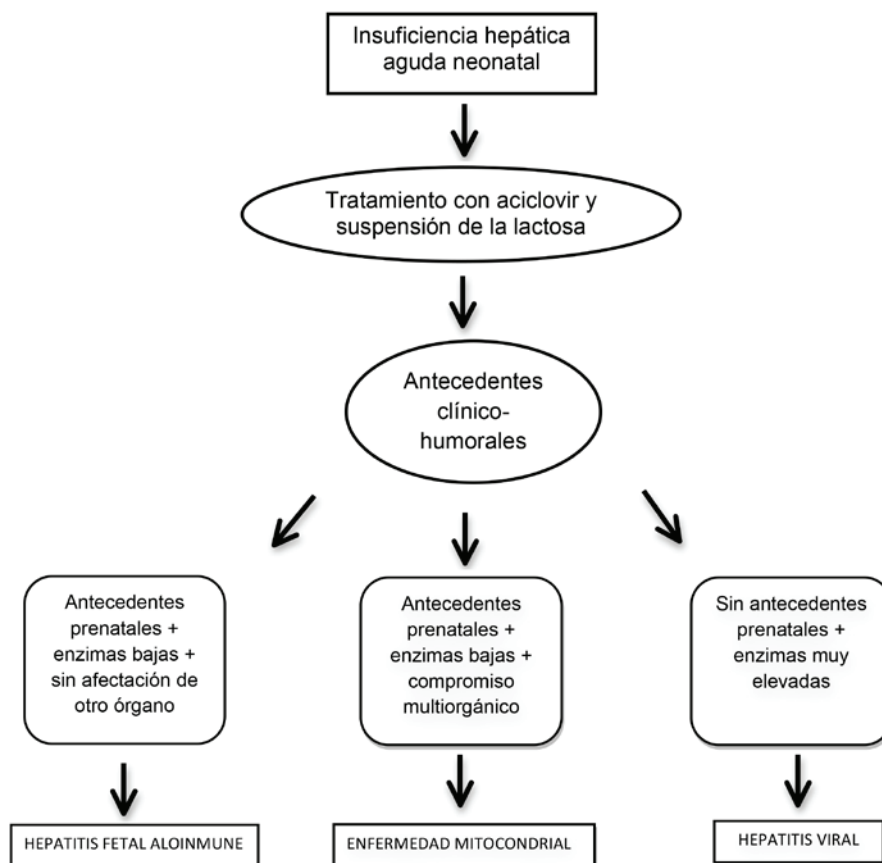 Insuficiencia hepática
aguda neonatal
Tratamiento con aciclovir y
suspensión de la lactosa
Antecedentes
clínico-
humorales
Antecedentes
prenatales +
enzimas bajas +
sin afectación de
otro órgano
Antecedentes
prenatales +
enzimas bajas +
compromiso
multiorgánico
Sin antecedentes
prenatales +
enzimas muy
elevadas
HEPATITIS FETAL ALOINMUNE
ENFERMEDAD MITOCONDRIAL
HEPATITIS VIRAL